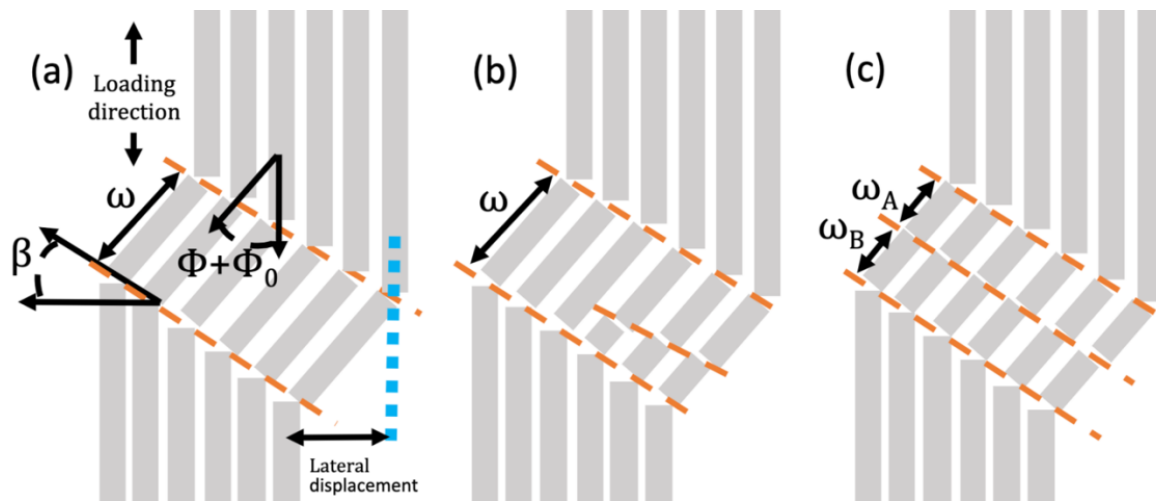 (a)
Loading
direction
ω
β
Φ+Φ0
Lateral
displacement
(b)
ω
(c)
ωA
ωB